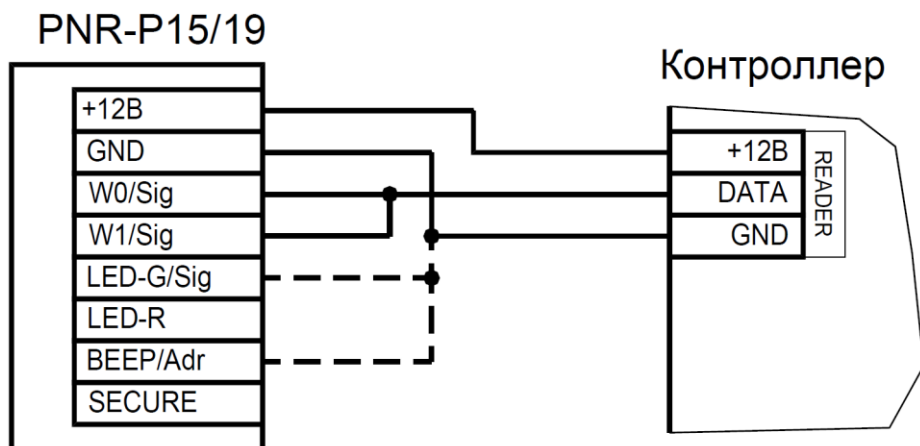 PNR-P15/19
Контроллер
+12В
GND
W0/Sig
W1/Sig
LED-G/Sig
LED-R
BEEP/Adr
SECURE
+12В
DATA
GND
READER